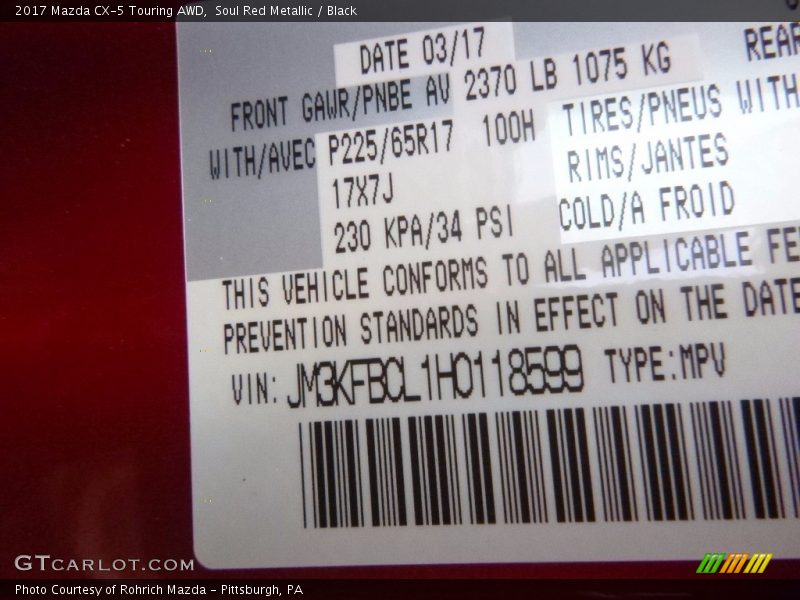 2017 Mazda CX-5 Touring AWD,  Soul Red Metallic / Black
DATE 03/17
FRONT GAWR/PNBE AV 2370 LB 1075 KG
REAR
WITH/AVEC P225/65R17 100H TIRES/PNEUS WITH
17X7J RIMS/JANTES
230 KPA/34 PSI COLD/A FROID
THIS VEHICLE CONFORMS TO ALL APPLICABLE FE
PREVENTION STANDARDS IN EFFECT ON THE DATE
VIN: JM3KFBCL1H0118599 TYPE:MPV
GTCARLOT.COM
Photo Courtesy of Rohrich Mazda - Pittsburgh, PA